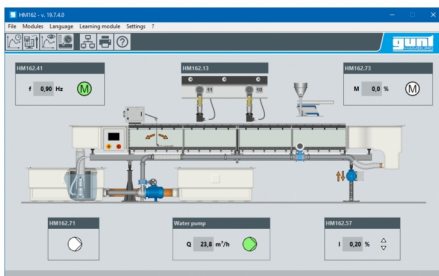 HM162 - v. 19.7.4.0
File Modules Language Learning module Settings ?
gunt
HM162.41
f 0,90 Hz M
HM162.13
11 12
HM162.73
M 0,0 % M
HM162.71
Water pump
Q 23,8 m³/h
HM162.57
I 0,20 %